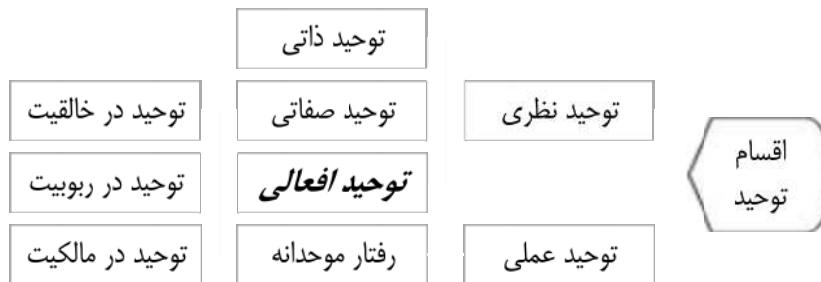 اقسام
توحید
توحید نظری
توحید عملی
توحید ذاتی
توحید صفاتی
توحید افعالی
رفتار موحدانه
توحید در خالقیت
توحید در ربوبیت
توحید در مالکیت